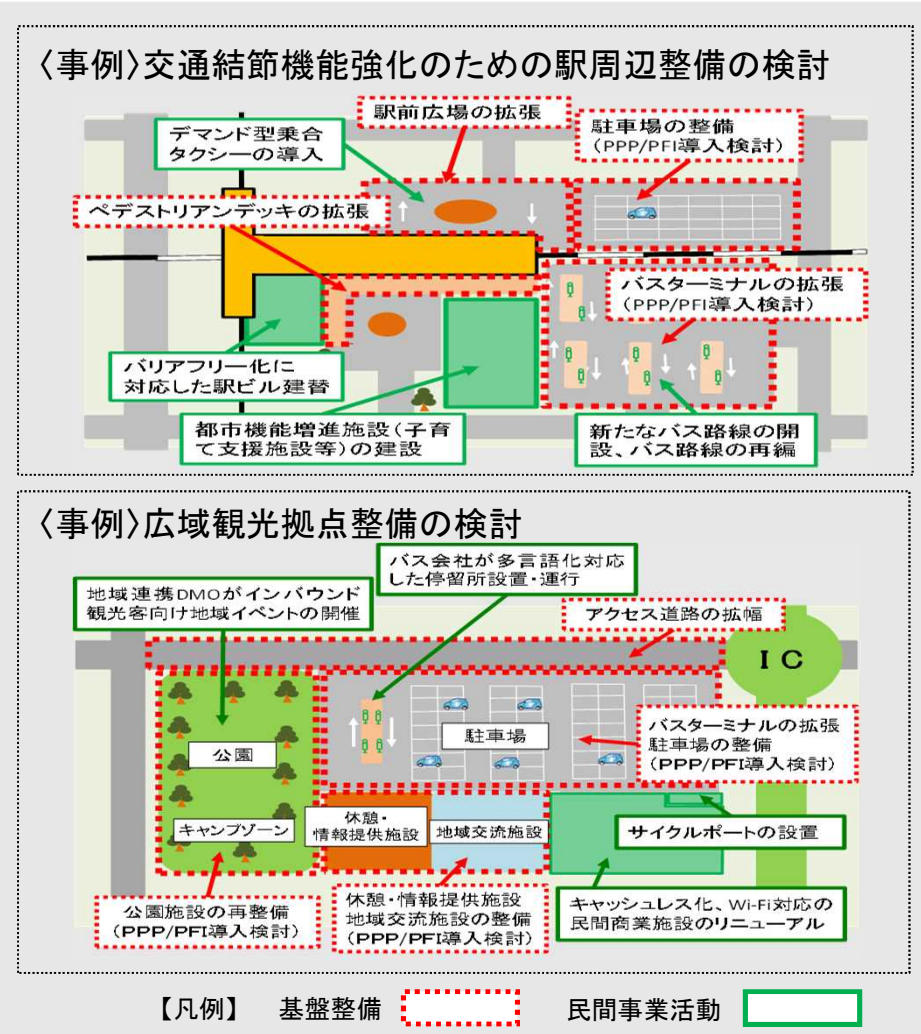 〈事例〉交通結節機能強化のための駅周辺整備の検討
駅前広場の拡張
デマンド型乗合
タクシーの導入
駐車場の整備
(PPP/PFI導入検討)
ペデストリアンデッキの拡張
バスターミナルの拡張
(PPP/PFI導入検討)
バリアフリー化に
対応した駅ビル建替
都市機能増進施設(子育
て支援施設等)の建設
新たなバス路線の開
設、バス路線の再編
〈事例〉広域観光拠点整備の検討
バス会社が多言語化対応
した停留所設置・運行
地域連携DMOがインバウンド
観光客向け地域イベントの開催
アクセス道路の拡幅
IC
駐車場
バスターミナルの拡張
駐車場の整備
(PPP/PFI導入検討)
公園
キャンプゾーン
休憩・
情報提供施設
地域交流施設
サイクルポートの設置
公園施設の再整備
(PPP/PFI導入検討)
休憩・情報提供施設
地域交流施設の整備
(PPP/PFI導入検討)
キャッシュレス化、Wi-Fi対応の
民間商業施設のリニューアル
【凡例】 基盤整備 民間事業活動